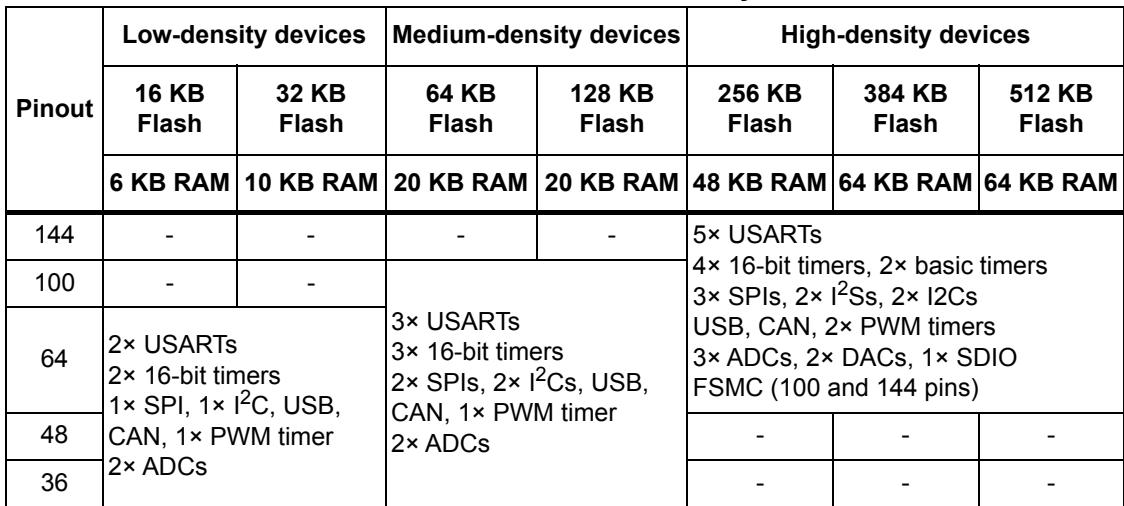 Low-density devices Medium-density devices High-density devices
Pinout
16 KB Flash 32 KB Flash 64 KB Flash 128 KB Flash 256 KB Flash 384 KB Flash 512 KB Flash
6 KB RAM 10 KB RAM 20 KB RAM 20 KB RAM 48 KB RAM 64 KB RAM 64 KB RAM
144 - - - -
100 - -
64
48
36
2× USARTs
2× 16-bit timers
1× SPI, 1× I²C, USB,
CAN, 1× PWM timer
2× ADCs
3× USARTs
3× 16-bit timers
2× SPIs, 2× I²Cs, USB,
CAN, 1× PWM timer
2× ADCs
5× USARTs
4× 16-bit timers, 2× basic timers
3× SPIs, 2× I²Ss, 2× I2Cs
USB, CAN, 2× PWM timers
3× ADCs, 2× DACs, 1× SDIO
FSMC (100 and 144 pins)
- - -
- - -